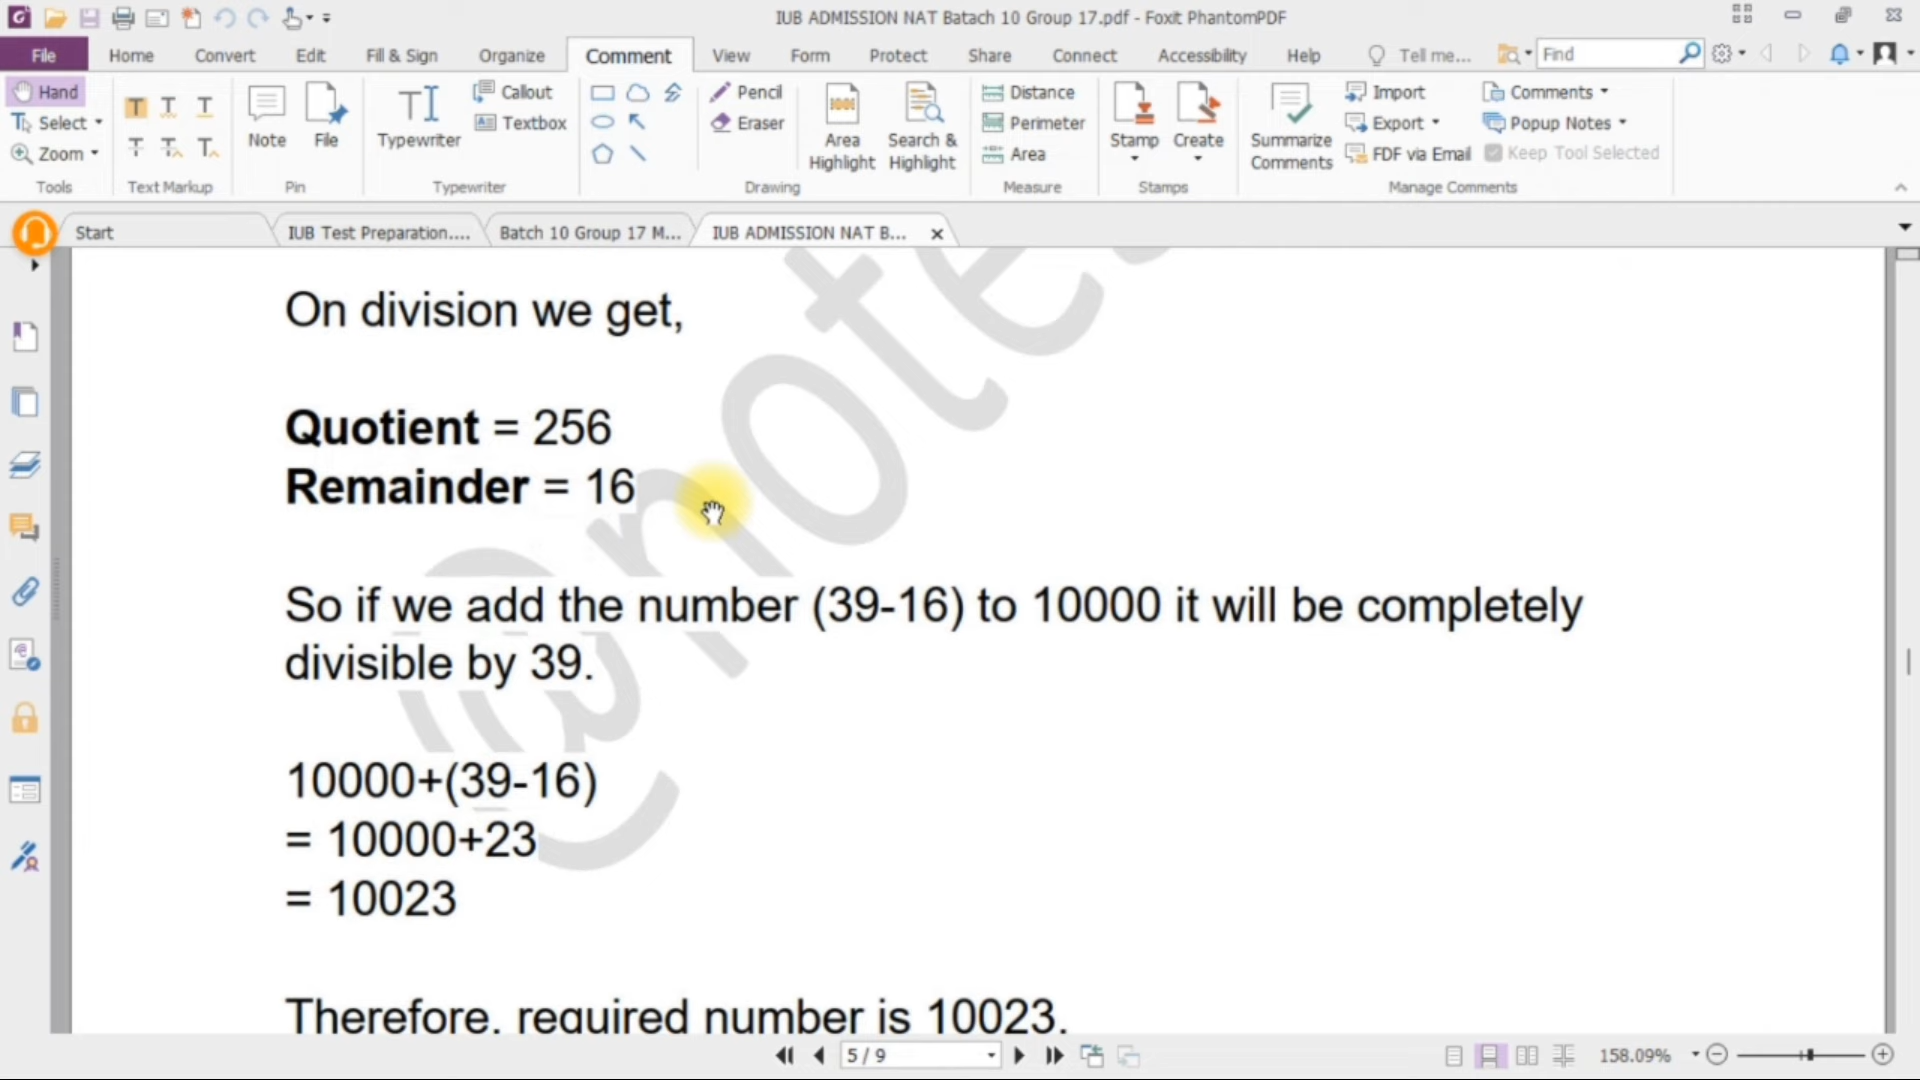 IUB ADMISSION NAT Batach 10 Group 17.pdf - Foxit PhantomPDF
File Home Convert Edit Fill & Sign Organize Comment View Form Protect Share Connect Accessibility Help Tell me... Find
Hand
Select
Zoom
Tools
Text Markup
Note
File
Pin
Typewriter
Callout
Textbox
Typewriter
Pencil
Eraser
Area
Highlight
Search &
Highlight
Drawing
Distance
Perimeter
Area
Measure
Stamp
Create
Stamps
Summarize
Comments
Import
Export
FDF via Email
Comments
Popup Notes
Keep Tool Selected
Manage Comments
Start IUB Test Preparation.... Batch 10 Group 17 M... IUB ADMISSION NAT B...
On division we get,
Quotient = 256
Remainder = 16
So if we add the number (39-16) to 10000 it will be completely
divisible by 39.
10000+(39-16)
= 10000+23
= 10023
Therefore, required number is 10023.
5 / 9
158.09%